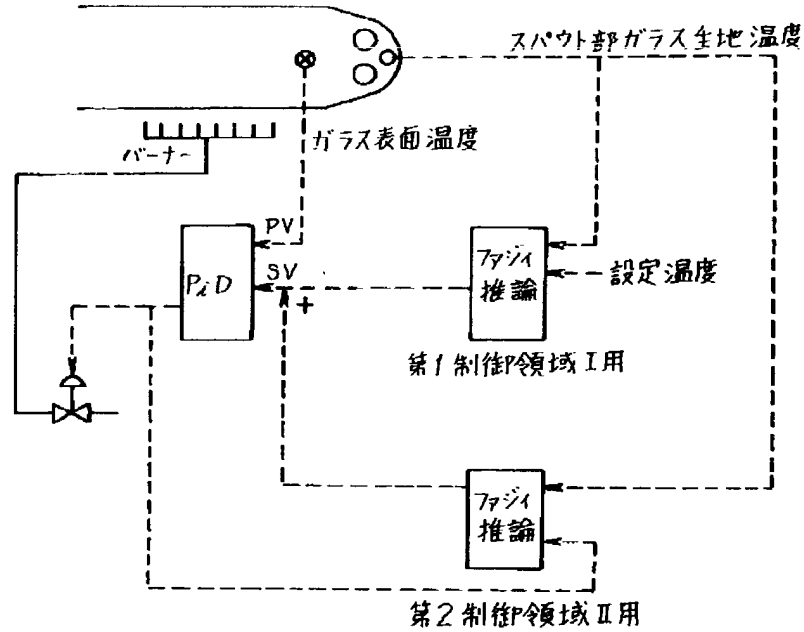 スパウト部ガラス生地温度
ガラス表面温度
バーナー
PV
SV
PiD
+
ファジィ
推論
設定温度
第1制御領域I用
ファジィ
推論
第2制御領域II用